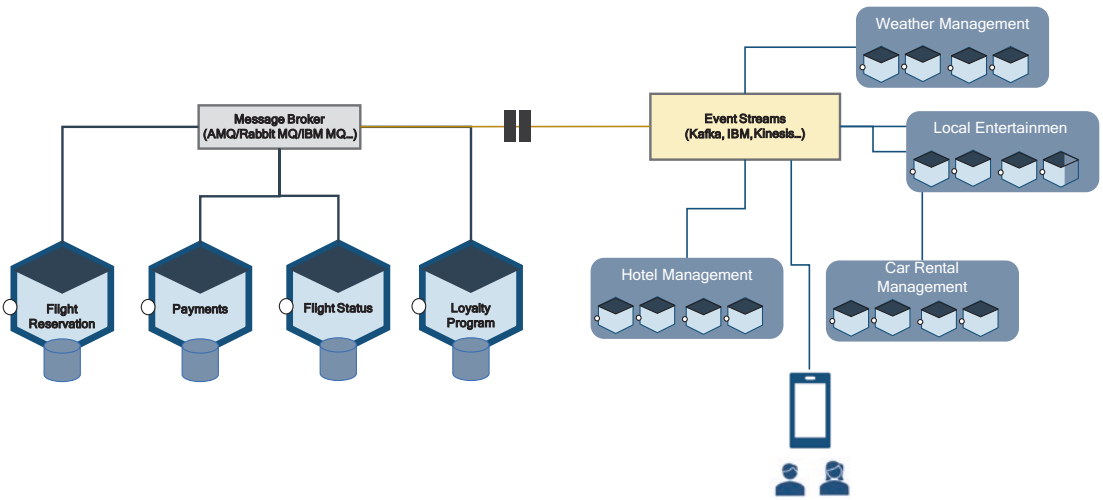 Weather Management
Message Broker
(AMQ/Rabbit MQ/IBM MQ...)
Event Streams
(Kafka, IBM,Kinesis...)
Local Entertainmen
Flight
Reservation
Payments
Flight Status
Loyalty
Program
Hotel Management
Car Rental
Management